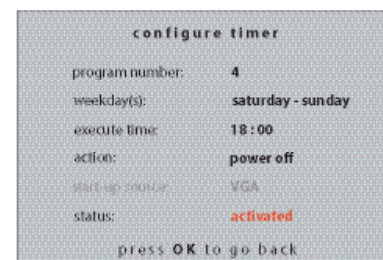 configure timer
program number: 4
weekday(s): saturday - sunday
execute time: 18:00
action: power off
start-up source: VGA
status: activated
press OK to go back